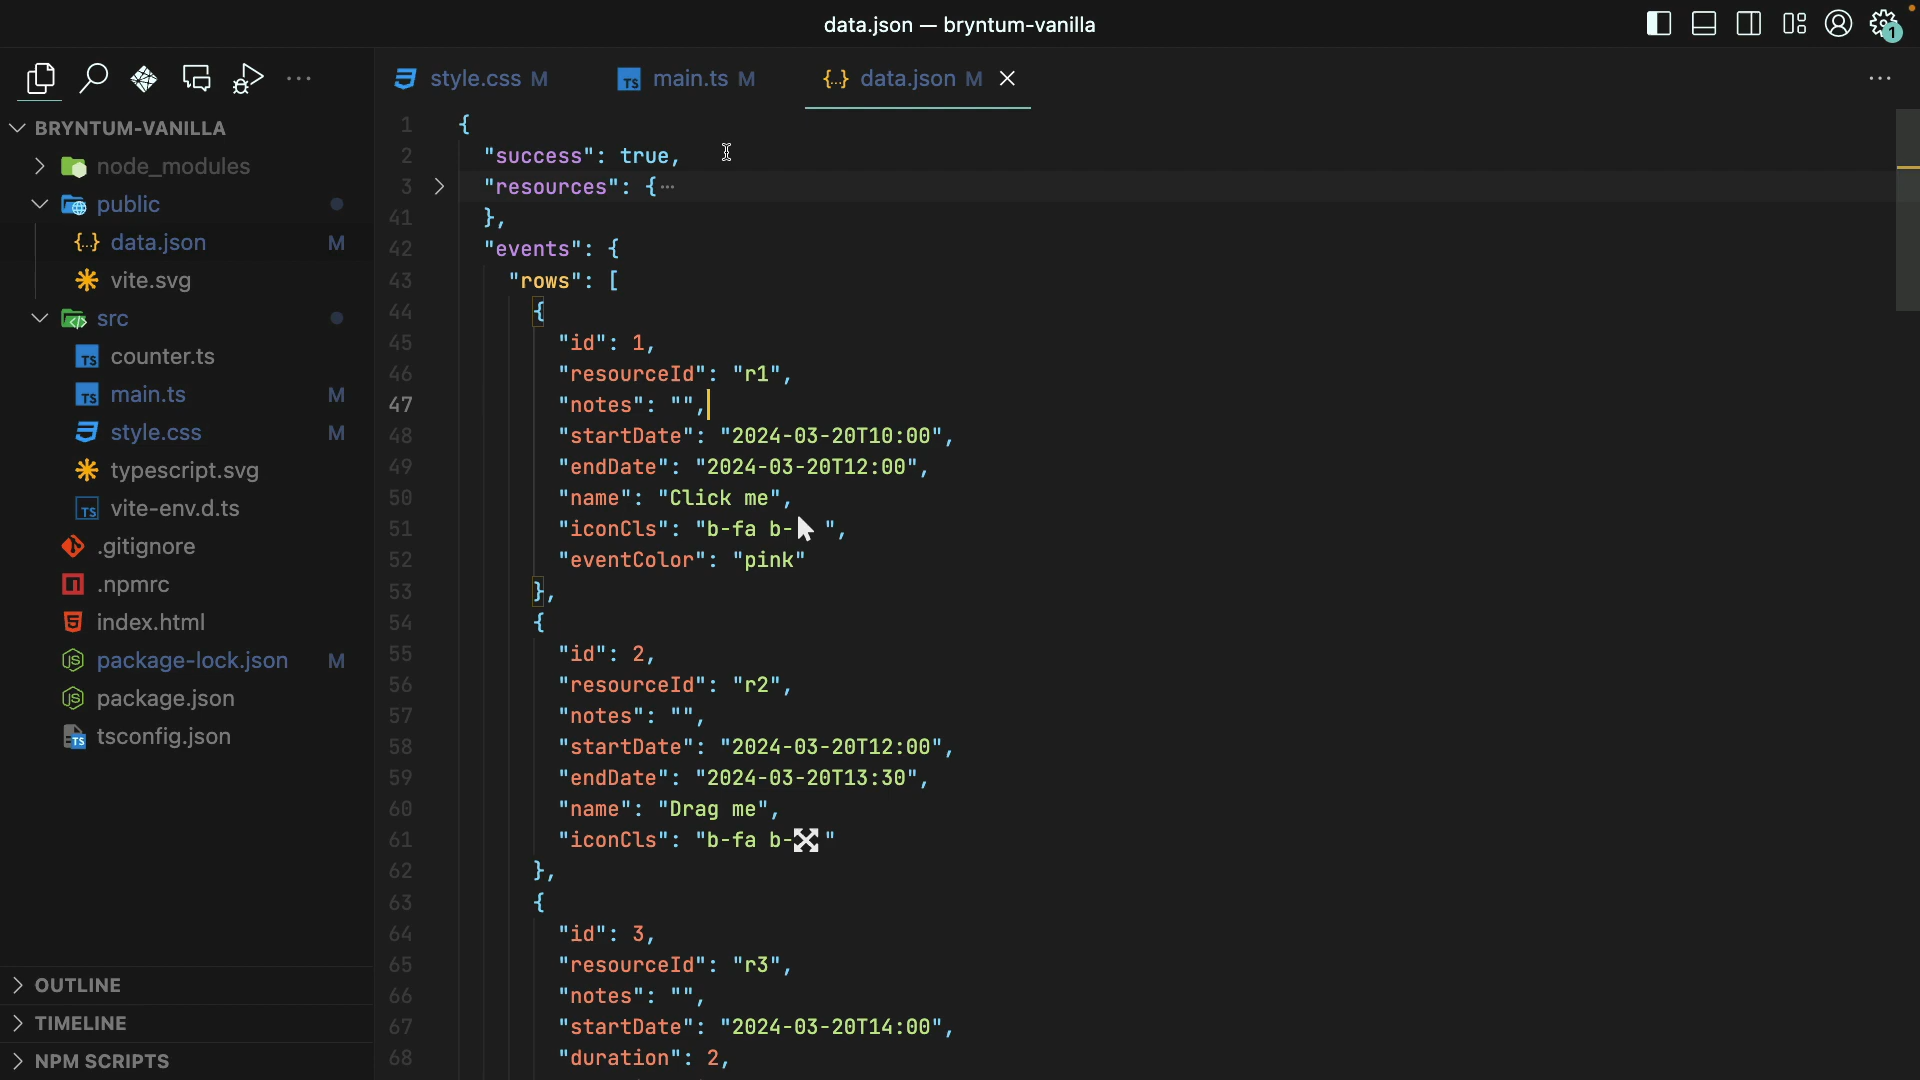 data.json — bryntum-vanilla
1
style.css M
main.ts M
{..} data.json M
BRYNTUM-VANILLA
node_modules
public
{..} data.json M
vite.svg
src
TS counter.ts
TS main.ts M
style.css M
typescript.svg
TS vite-env.d.ts
.gitignore
.npmrc
index.html
package-lock.json M
package.json
tsconfig.json
OUTLINE
TIMELINE
NPM SCRIPTS
1 {
2 "success": true,
3 "resources": {···
41 },
42 "events": {
43 "rows": [
44 {
45 "id": 1,
46 "resourceId": "r1",
47 "notes": "",
48 "startDate": "2024-03-20T10:00",
49 "endDate": "2024-03-20T12:00",
50 "name": "Click me",
51 "iconCls": "b-fa b- ",
52 "eventColor": "pink"
53 },
54 {
55 "id": 2,
56 "resourceId": "r2",
57 "notes": "",
58 "startDate": "2024-03-20T12:00",
59 "endDate": "2024-03-20T13:30",
60 "name": "Drag me",
61 "iconCls": "b-fa b- "
62 },
63 {
64 "id": 3,
65 "resourceId": "r3",
66 "notes": "",
67 "startDate": "2024-03-20T14:00",
68 "duration": 2,